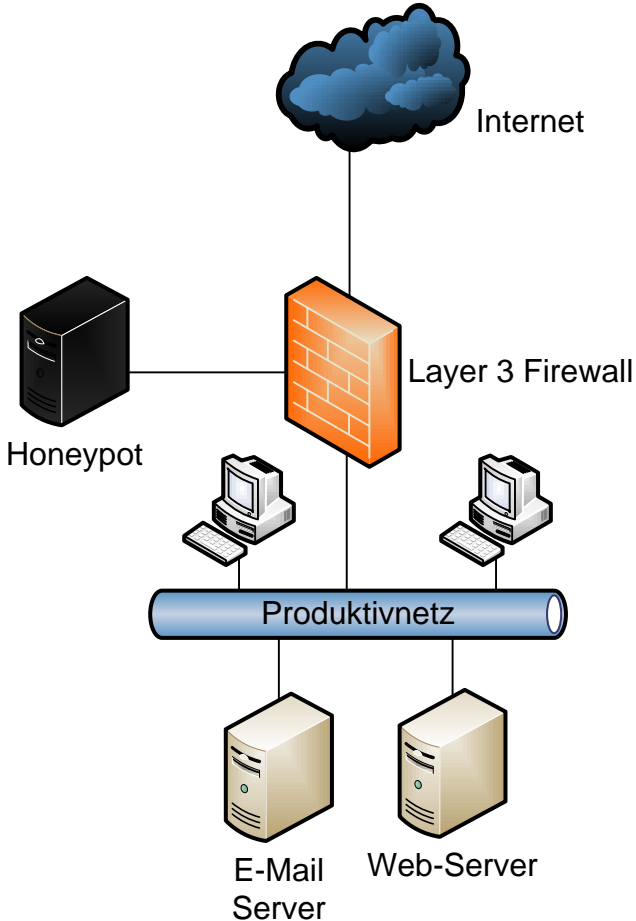 Internet
Layer 3 Firewall
Honeypot
Produktivnetz
E-Mail
Server
Web-Server